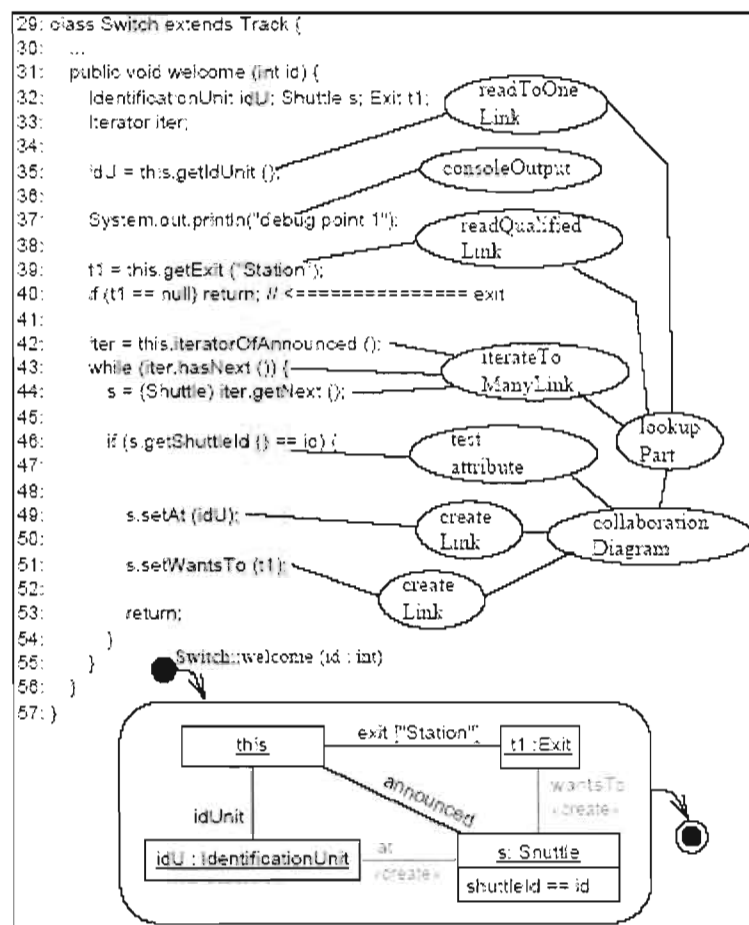 29: class Switch extends Track {
30: ...
31: public void welcome (int id) {
32: IdentificationUnit idU; Shuttle s; Exit t1;
33: Iterator iter;
34:
35: idU = this.getIdUnit ();
36:
37: System.out.println("debug point 1");
38:
39: t1 = this.getExit ("Station");
40: if (t1 == null) return; // <=============== exit
41:
42: iter = this.iteratorOfAnnounced ();
43: while (iter.hasNext ()) {
44: s = (Shuttle) iter.getNext ();
45:
46: if (s.getShuttleId () == id) {
47:
48:
49: s.setAt (idU);
50:
51: s.setWantsTo (t1);
52:
53: return;
54: }
55: }
56: }
57: }
readToOne
Link
consoleOutput
readQualified
Link
iterateTo
ManyLink
lookup
Part
test
attribute
create
Link
collaboration
Diagram
create
Link
Switch::welcome (id : int)
this
exit ["Station"]
t1 :Exit
announced
wantsTo
«create»
idUnit
idU : IdentificationUnit
at
«create»
s: Shuttle
shuttleId == id